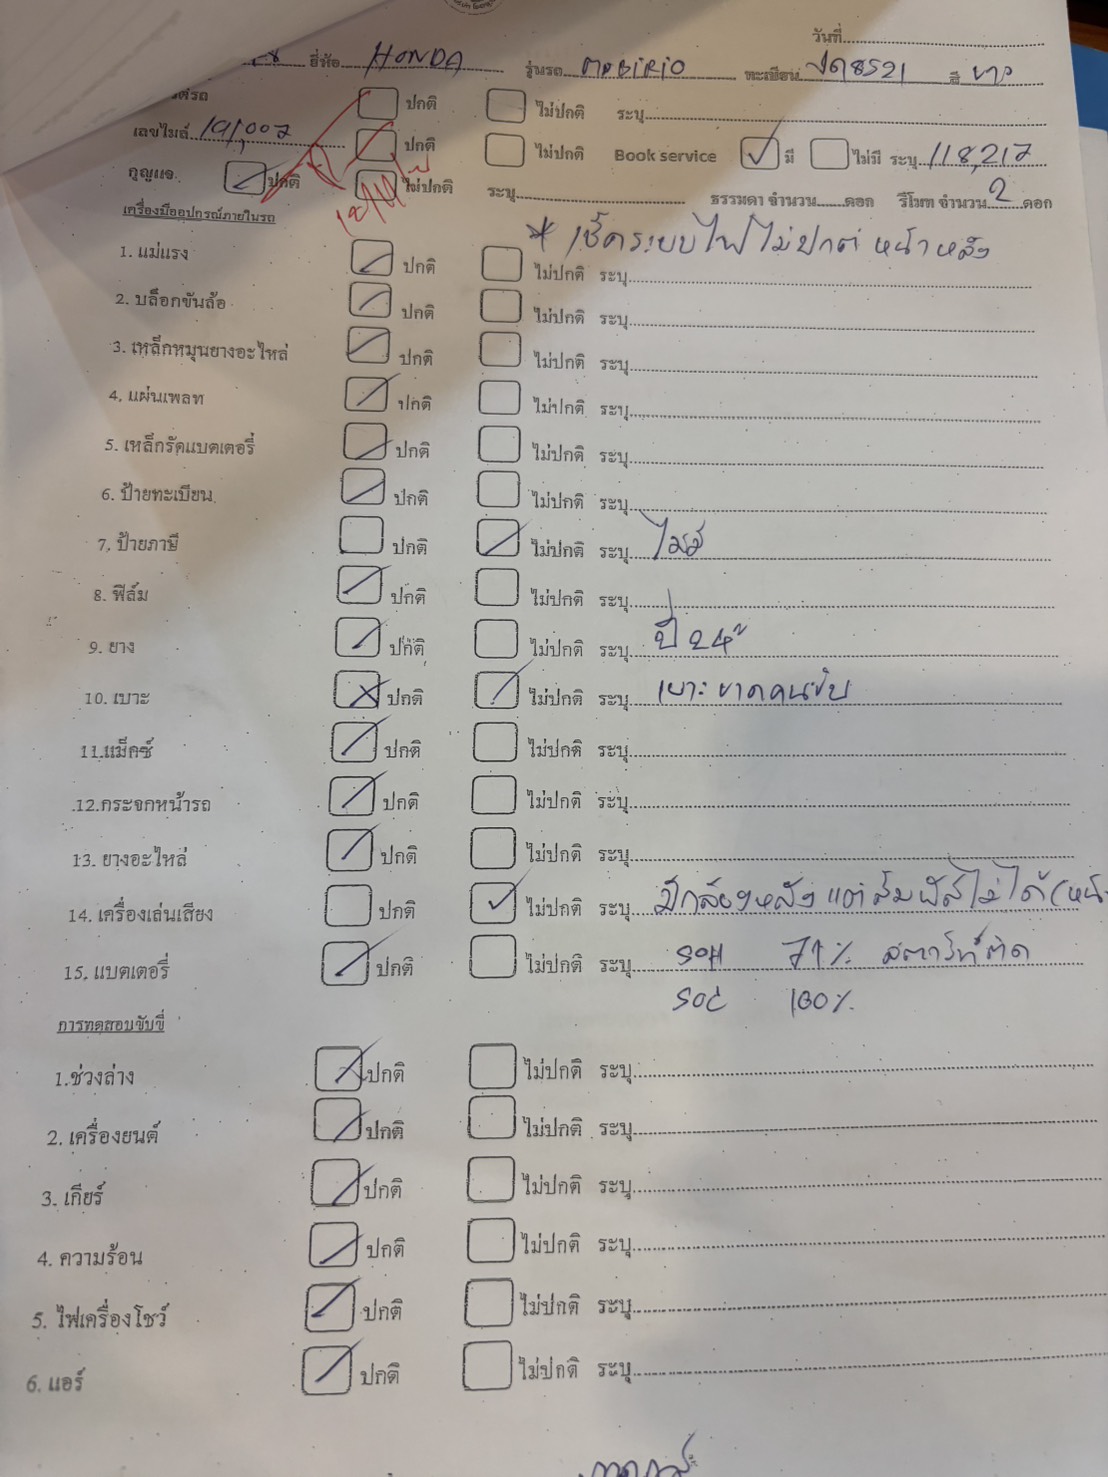 วันที่
ยี่ห้อ HONDA รุ่นรถ MOBIRIO ทะเบียน 8521 สี ขาว
ปกติ ไม่ปกติ ระบุ
เลขไมล์ 191,007 ปกติ ไม่ปกติ Book service มี ไม่มี ระบุ 118,217
กุญแจ ปกติ ไม่ปกติ ระบุ ธรรมดา จำนวน ดอก รีโมท จำนวน 2 ดอก
เครื่องมืออุปกรณ์ภายในรถ
* เช็คระบบไฟไม่ปกติ หน้า หลัง
1. แม่แรง ปกติ ไม่ปกติ ระบุ
2. บล็อกขันล้อ ปกติ ไม่ปกติ ระบุ
3. เหล็กหมุนยางอะไหล่ ปกติ ไม่ปกติ ระบุ
4. แผ่นเพลท ปกติ ไม่ปกติ ระบุ
5. เหล็กรัดแบตเตอรี่ ปกติ ไม่ปกติ ระบุ
6. ป้ายทะเบียน ปกติ ไม่ปกติ ระบุ
7. ป้ายภาษี ปกติ ไม่ปกติ ระบุ ไม่มี
8. ฟิล์ม ปกติ ไม่ปกติ ระบุ
9. ยาง ปกติ ไม่ปกติ ระบุ ปี 24
10. เบาะ ปกติ ไม่ปกติ ระบุ เบาะขาดคนขับ
11.แม็กซ์ ปกติ ไม่ปกติ ระบุ
12.กระจกหน้ารถ ปกติ ไม่ปกติ ระบุ
13. ยางอะไหล่ ปกติ ไม่ปกติ ระบุ
14. เครื่องเล่นเสียง ปกติ ไม่ปกติ ระบุ มีกล้องหลัง แต่สัมผัสไม่ได้
15. แบตเตอรี่ ปกติ ไม่ปกติ ระบุ SOH 71% สตาร์ทติด
SOC 100%
การทดสอบขับขี่
1.ช่วงล่าง ปกติ ไม่ปกติ ระบุ
2. เครื่องยนต์ ปกติ ไม่ปกติ ระบุ
3. เกียร์ ปกติ ไม่ปกติ ระบุ
4. ความร้อน ปกติ ไม่ปกติ ระบุ
5. ไฟเครื่องโชว์ ปกติ ไม่ปกติ ระบุ
6. แอร์ ปกติ ไม่ปกติ ระบุ